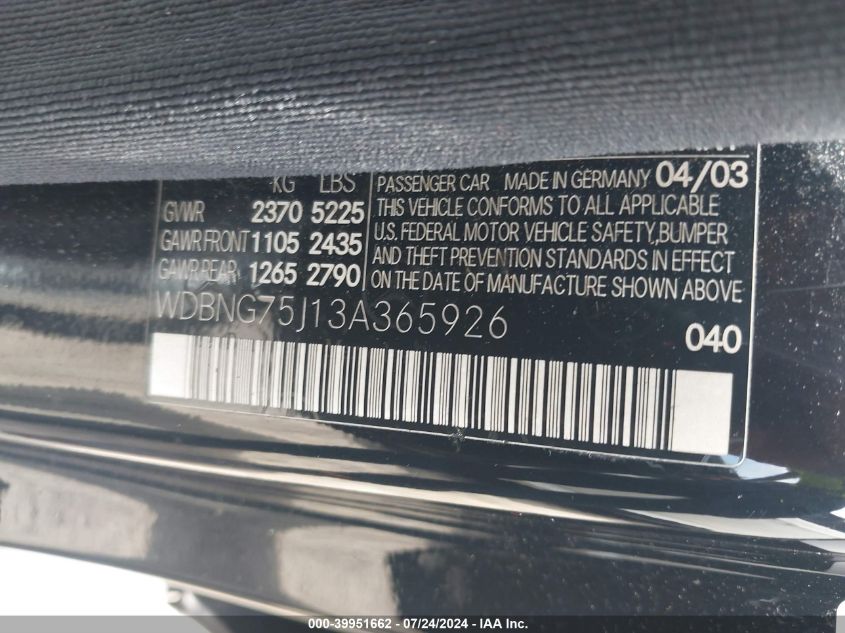 KG LBS
GVWR 2370 5225
GAWR FRONT 1105 2435
GAWR REAR 1265 2790
PASSENGER CAR MADE IN GERMANY 04/03
THIS VEHICLE CONFORMS TO ALL APPLICABLE
U.S. FEDERAL MOTOR VEHICLE SAFETY,BUMPER
AND THEFT PREVENTION STANDARDS IN EFFECT
ON THE DATE OF MANUFACTURE SHOWN ABOVE
WDBNG75J13A365926
040
000-39951662 - 07/24/2024 - IAA Inc.